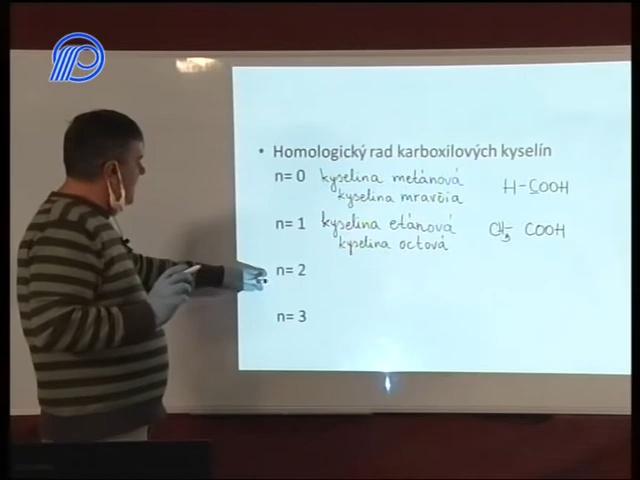 • Homologický rad karboxilových kyselín
n= 0 kyselina metánová H-COOH
kyselina mravčia
n= 1 kyselina etánová CH3- COOH
kyselina octová
n= 2
n= 3